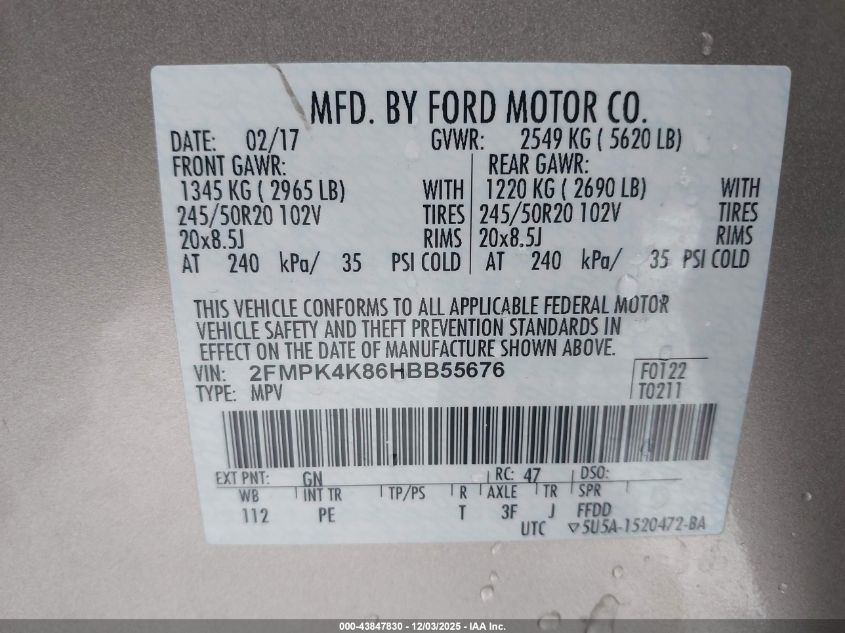 MFD. BY FORD MOTOR CO.
DATE: 02/17 GVWR: 2549 KG ( 5620 LB)
FRONT GAWR: REAR GAWR:
1345 KG ( 2965 LB) WITH 1220 KG ( 2690 LB) WITH
245/50R20 102V TIRES 245/50R20 102V TIRES
20x8.5J RIMS 20x8.5J RIMS
AT 240 kPa/ 35 PSI COLD AT 240 kPa/ 35 PSI COLD
THIS VEHICLE CONFORMS TO ALL APPLICABLE FEDERAL MOTOR
VEHICLE SAFETY AND THEFT PREVENTION STANDARDS IN
EFFECT ON THE DATE OF MANUFACTURE SHOWN ABOVE.
VIN: 2FMPK4K86HBB55676 F0122
TYPE: MPV T0211
EXT PNT: GN RC: 47 DSO:
WB INT TR TP/PS R AXLE TR SPR
112 PE T 3F J FFDD
UTC ▽5U5A-1520472-BA
000-43847830 - 12/03/2025 - IAA Inc.